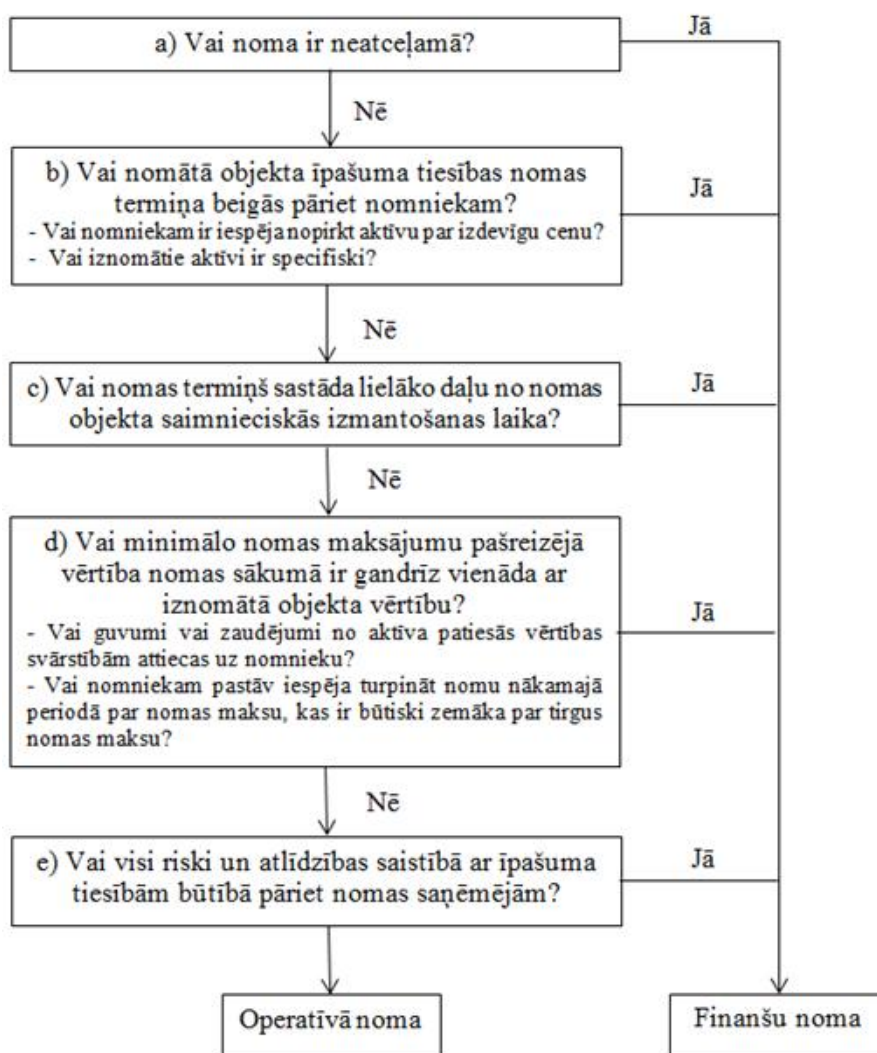 a) Vai noma ir neatceļamā?
Jā
Nē
b) Vai nomātā objekta īpašuma tiesības nomas
termiņa beigās pāriet nomniekam?
- Vai nomniekam ir iespēja nopirkt aktīvu par izdevīgu cenu?
- Vai iznomātie aktīvi ir specifiski?
Jā
Nē
c) Vai nomas termiņš sastāda lielāko daļu no nomas
objekta saimnieciskās izmantošanas laika?
Jā
Nē
d) Vai minimālo nomas maksājumu pašreizējā
vērtība nomas sākumā ir gandrīz vienāda ar
iznomātā objekta vērtību?
- Vai guvumi vai zaudējumi no aktīva patiesās vērtības
svārstībām attiecas uz nomnieku?
- Vai nomniekam pastāv iespēja turpināt nomu nākamajā
periodā par nomas maksu, kas ir būtiski zemāka par tirgus
nomas maksu?
Jā
Nē
e) Vai visi riski un atlīdzības saistībā ar īpašuma
tiesībām būtībā pāriet nomas saņēmējām?
Jā
Operatīvā noma
Finanšu noma